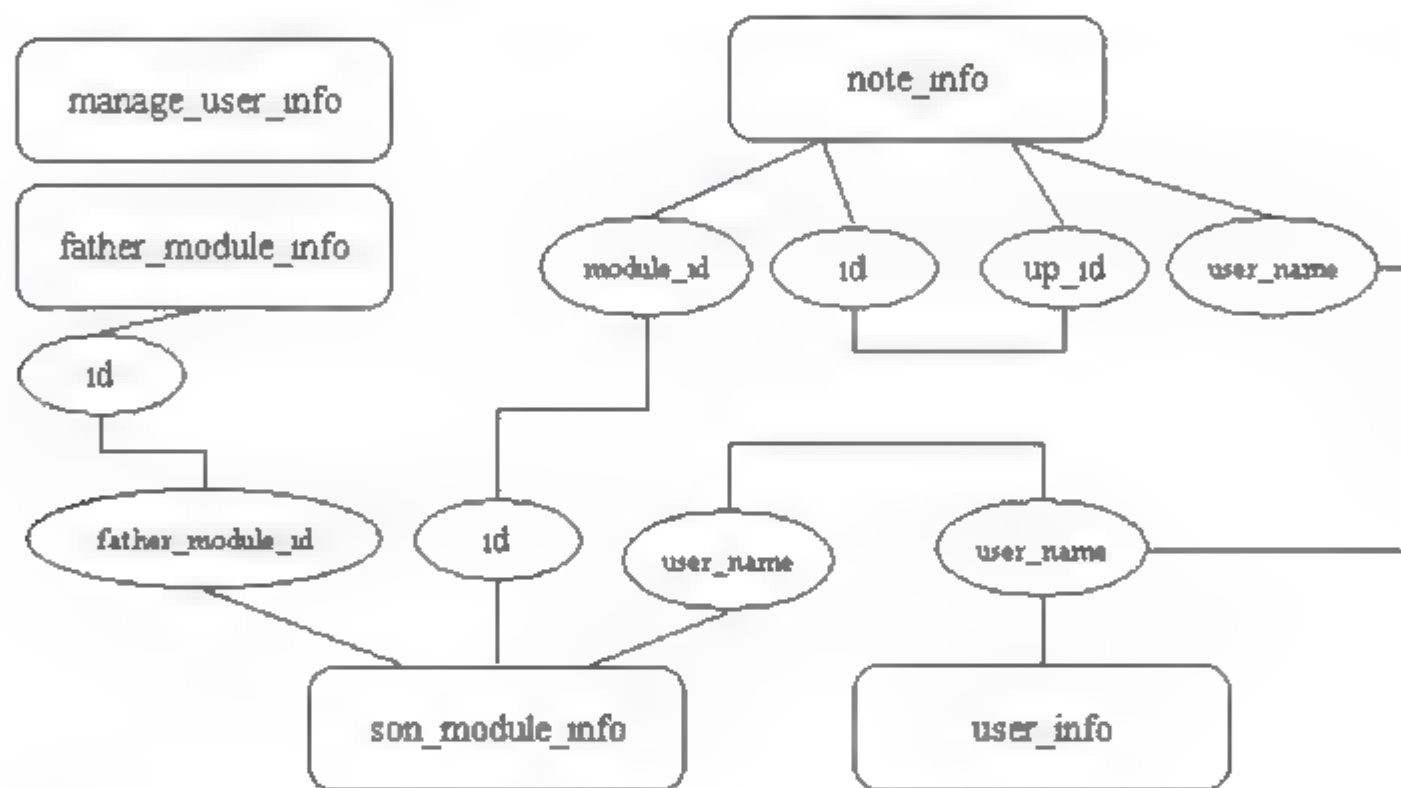 manage_user_info
note_info
father_module_info
module_id
id
up_id
user_name
id
father_module_id
id
user_name
user_name
son_module_info
user_info